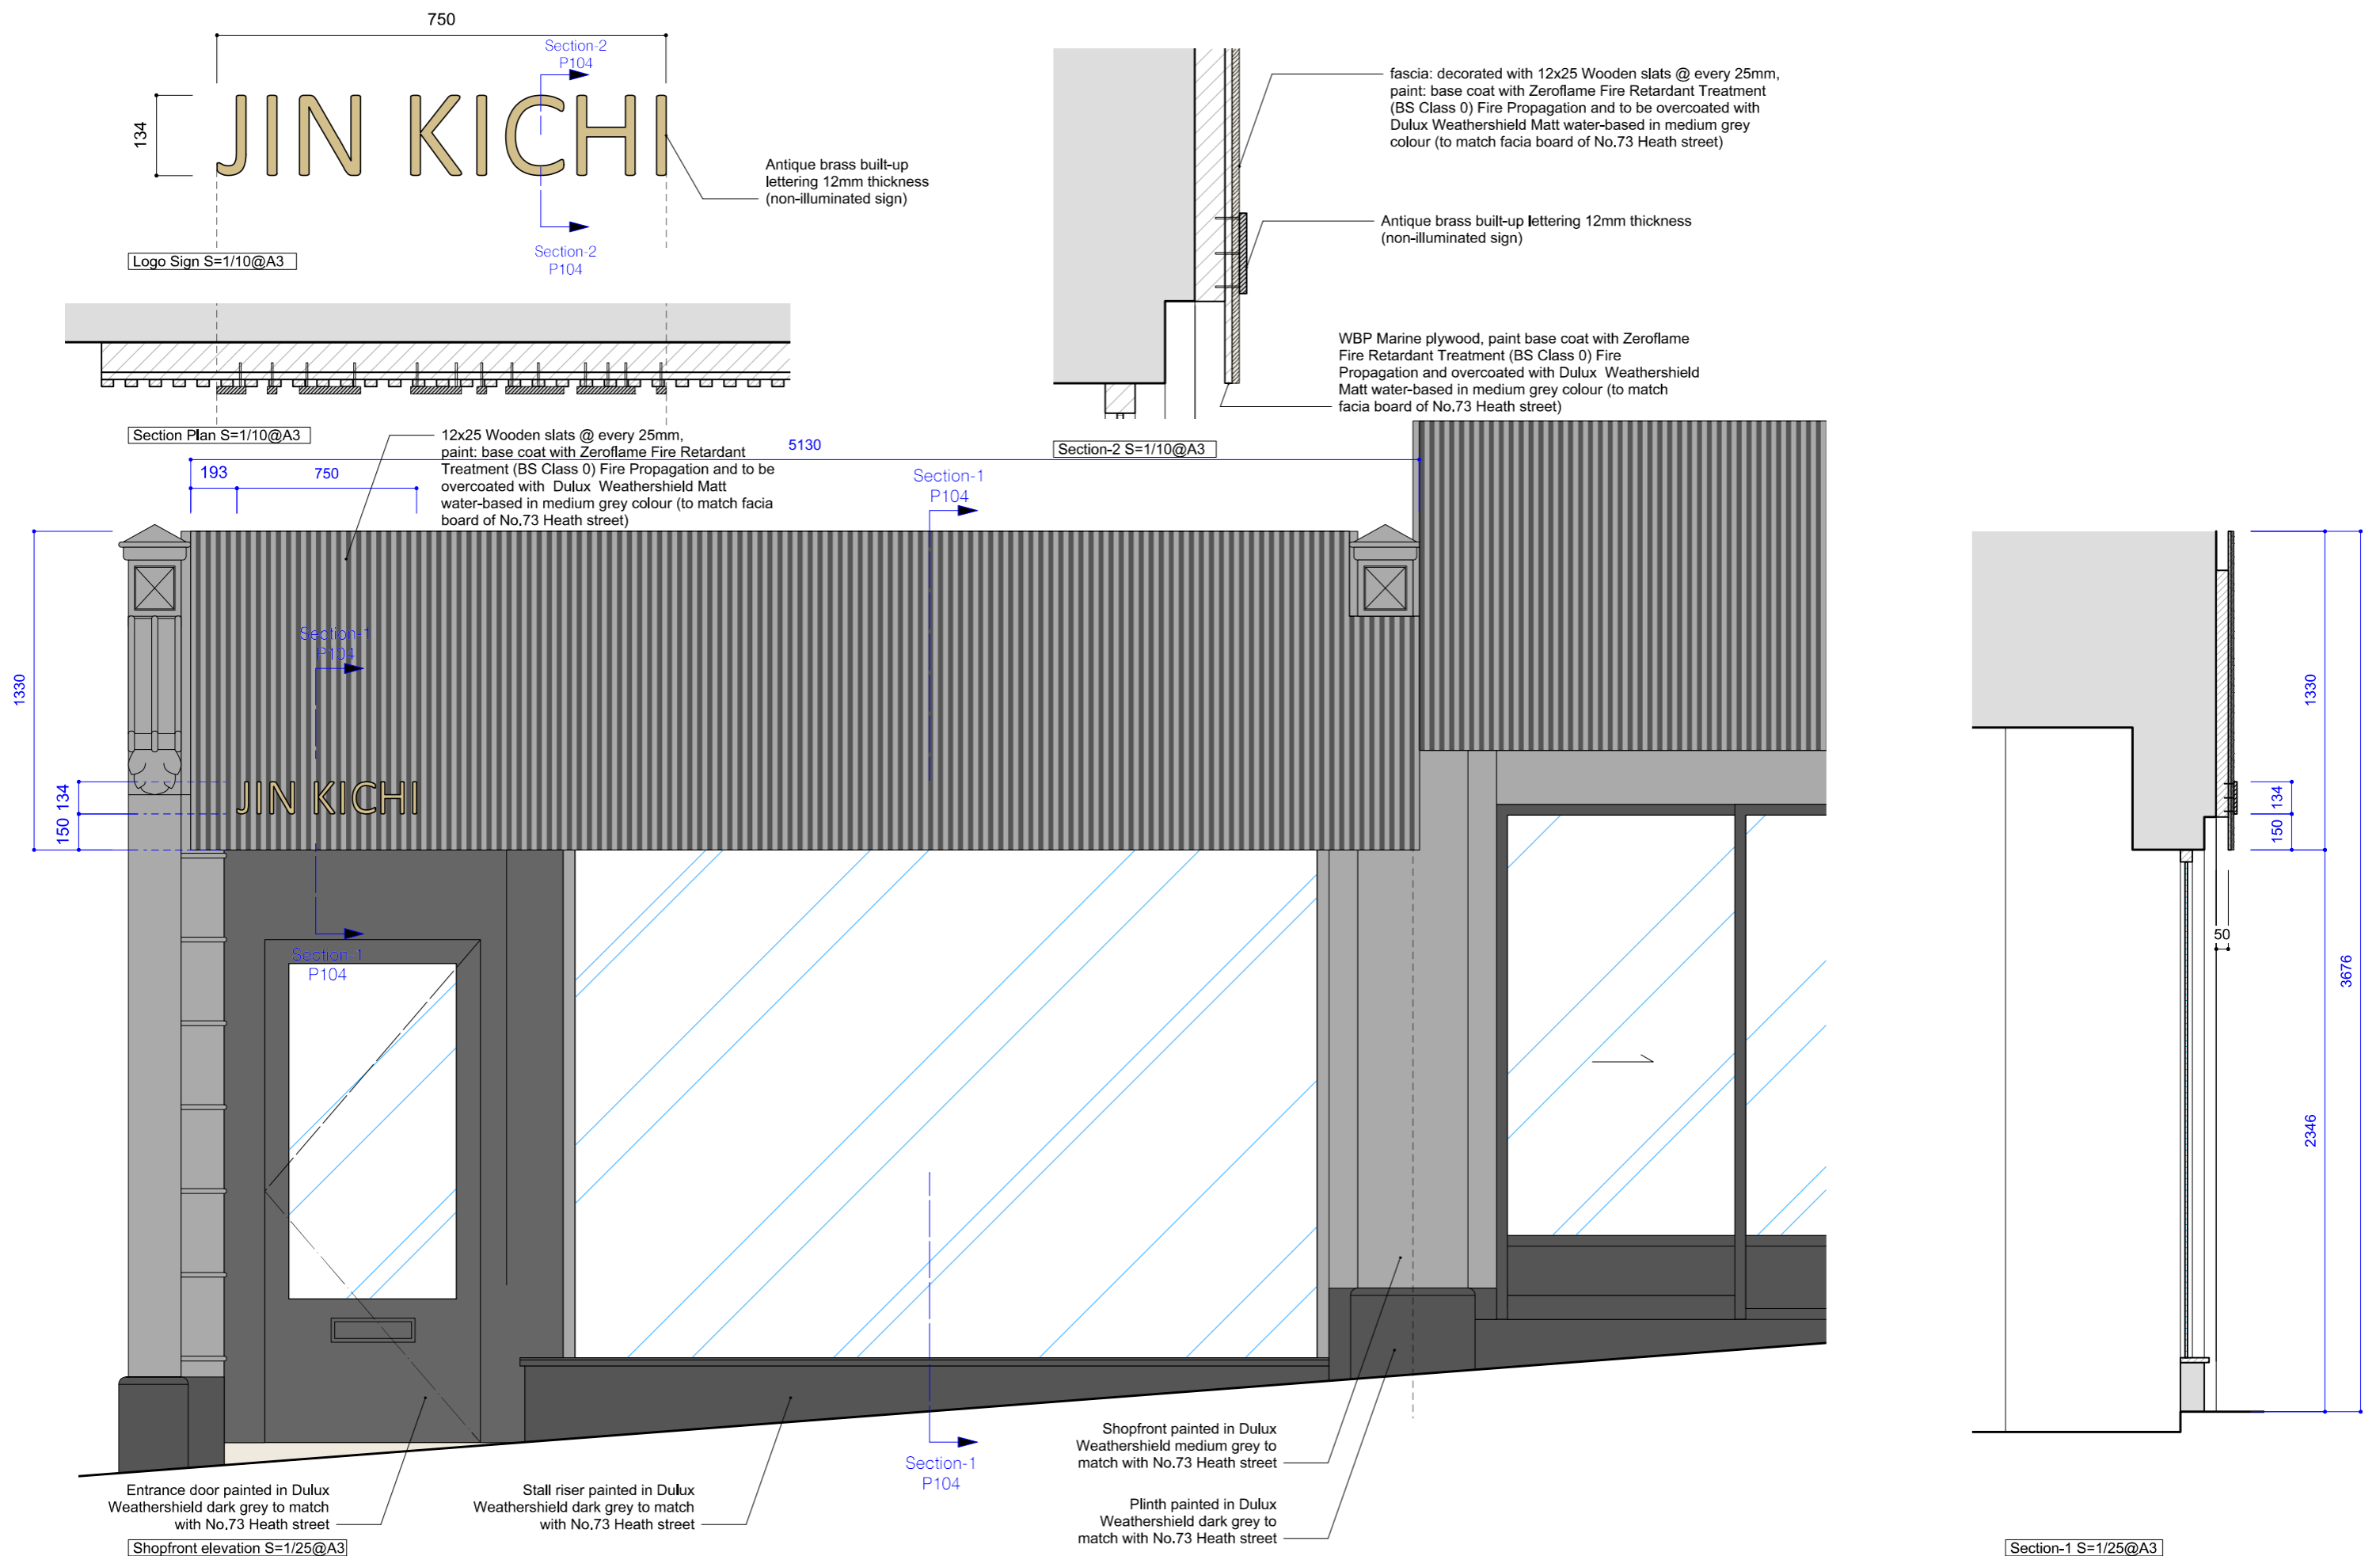 750
Section-2
P104
JIN KICHI
134
Antique brass built-up
lettering 12mm thickness
(non-illuminated sign)
Section-2
P104
Logo Sign S=1/10@A3
fascia: decorated with 12x25 Wooden slats @ every 25mm,
paint: base coat with Zeroflame Fire Retardant Treatment
(BS Class 0) Fire Propagation and to be overcoated with
Dulux Weathershield Matt water-based in medium grey
colour (to match facia board of No.73 Heath street)
Antique brass built-up lettering 12mm thickness
(non-illuminated sign)
WBP Marine plywood, paint base coat with Zeroflame
Fire Retardant Treatment (BS Class 0) Fire
Propagation and overcoated with Dulux Weathershield
Matt water-based in medium grey colour (to match
facia board of No.73 Heath street)
Section-2 S=1/10@A3
Section Plan S=1/10@A3
12x25 Wooden slats @ every 25mm,
paint: base coat with Zeroflame Fire Retardant
Treatment (BS Class 0) Fire Propagation and to be
overcoated with Dulux Weathershield Matt
water-based in medium grey colour (to match facia
board of No.73 Heath street)
5130
193
750
Section-1
P104
Section-1
P104
1330
134
150
JIN KICHI
Section-1
P104
Section-1
P104
Entrance door painted in Dulux
Weathershield dark grey to match
with No.73 Heath street
Stall riser painted in Dulux
Weathershield dark grey to match
with No.73 Heath street
Shopfront painted in Dulux
Weathershield medium grey to
match with No.73 Heath street
Plinth painted in Dulux
Weathershield dark grey to
match with No.73 Heath street
Shopfront elevation S=1/25@A3
1330
134
150
50
3676
2346
Section-1 S=1/25@A3